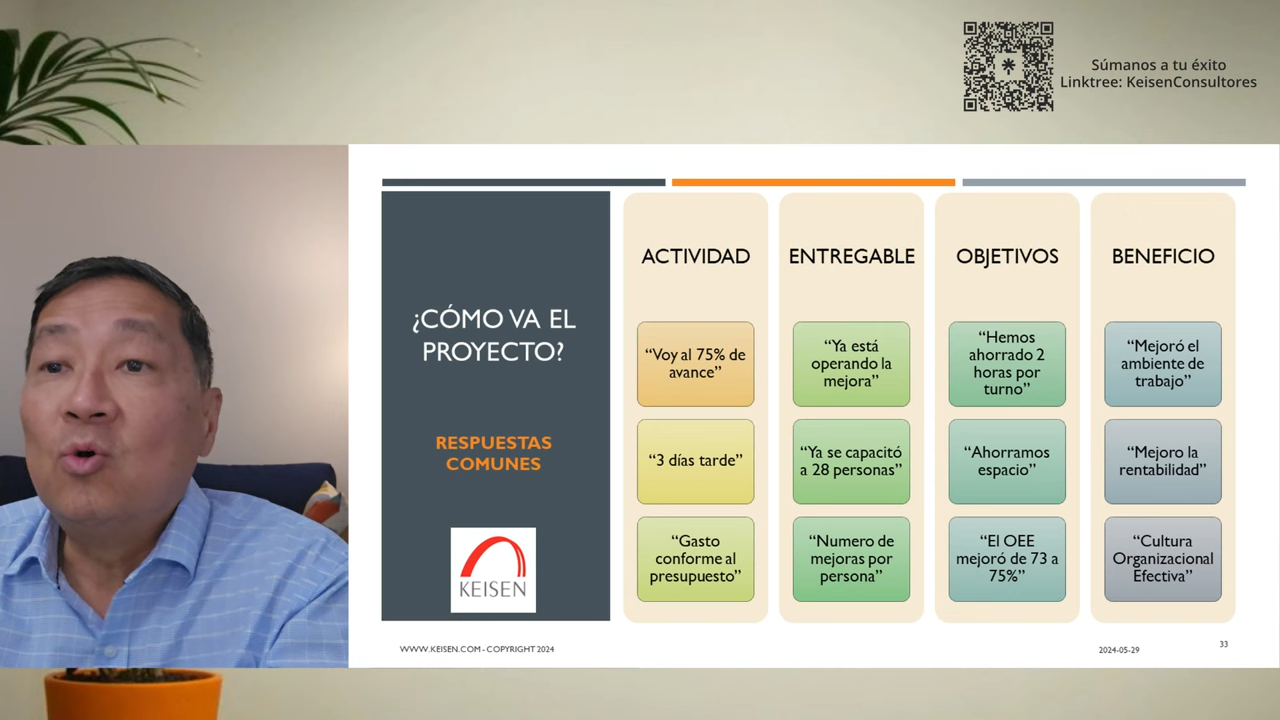 Súmanos a tu éxito
Linktree: KeisenConsultores
¿CÓMO VA EL
PROYECTO?
RESPUESTAS
COMUNES
KEISEN
ACTIVIDAD
“Voy al 75% de
avance”
“3 días tarde”
“Gasto
conforme al
presupuesto”
ENTREGABLE
“Ya está
operando la
mejora”
“Ya se capacitó
a 28 personas”
“Numero de
mejoras por
persona”
OBJETIVOS
“Hemos
ahorrado 2
horas por
turno”
“Ahorramos
espacio”
“El OEE
mejoró de 73 a
75%”
BENEFICIO
“Mejoró el
ambiente de
trabajo”
“Mejoro la
rentabilidad”
“Cultura
Organizacional
Efectiva”
WWW.KEISEN.COM - COPYRIGHT 2024
2024-05-29
33